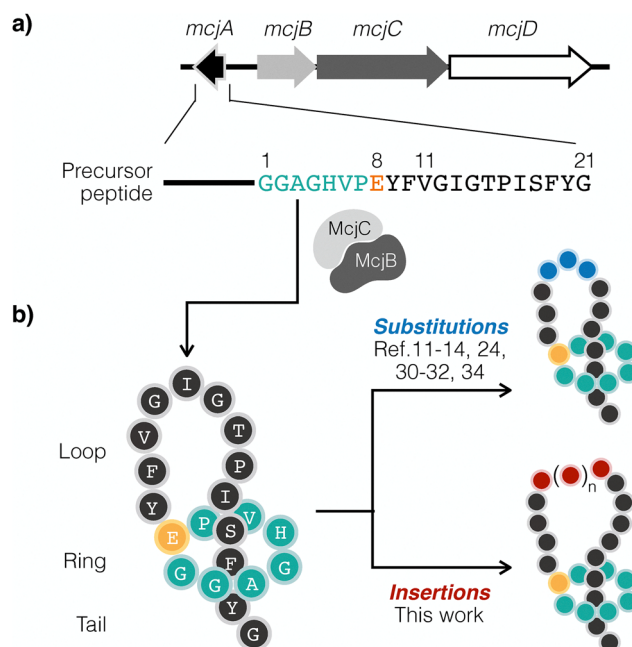 a)
mcjA mcjB mcjC mcjD
1 8 11 21
Precursor
peptide
GGAGHVPEYFVGIGTPISFYG
McjC
McjB
b)
Substitutions
Ref.11-14, 24,
30-32, 34
Loop
Ring
Tail
G G A G H V P E Y F V G I G T P I S F Y G
( )n
Insertions
This work